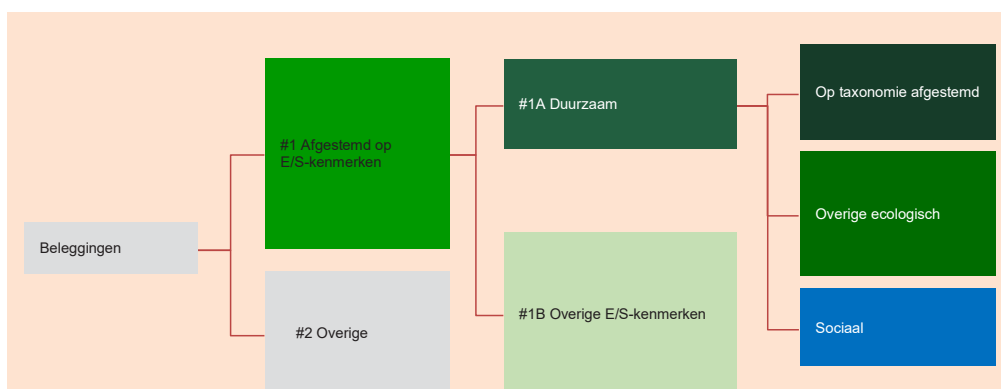 Beleggingen
#1 Afgestemd op
E/S-kenmerken
#2 Overige
#1A Duurzaam
#1B Overige E/S-kenmerken
Op taxonomie afgestemd
Overige ecologisch
Sociaal